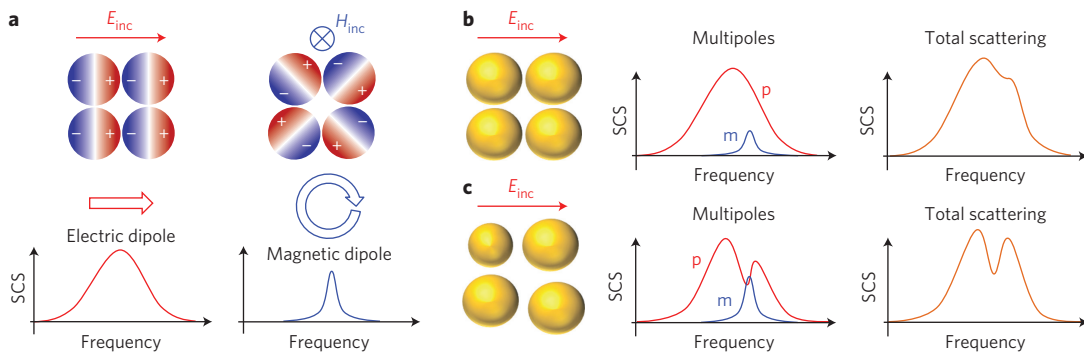 a
E_inc
− + − +
− + − +
H_inc
+ −
− +
+ −
− +
Electric dipole
SCS
Frequency
Magnetic dipole
Frequency
b
E_inc
Multipoles
SCS
p
m
Frequency
Total scattering
SCS
Frequency
c
E_inc
Multipoles
SCS
p
m
Frequency
Total scattering
SCS
Frequency